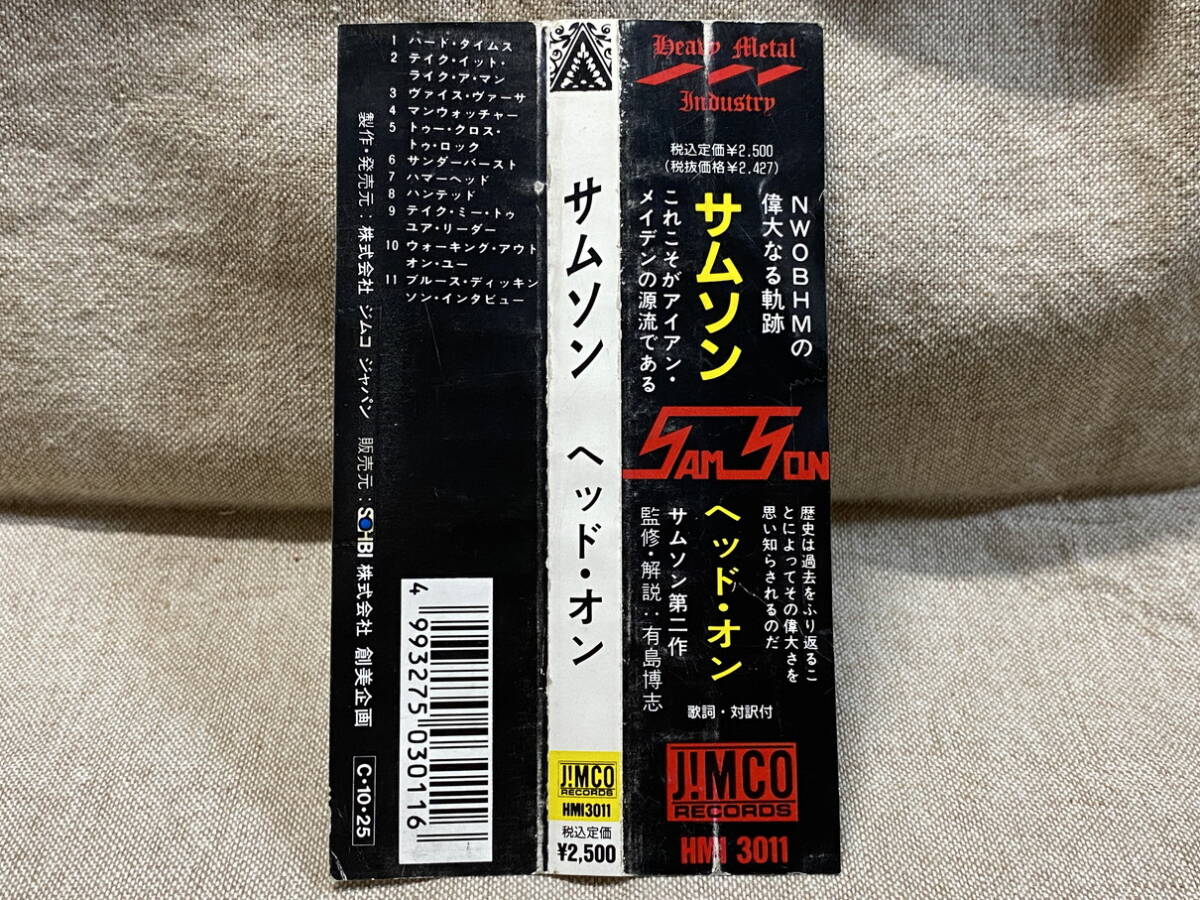 Heavy Metal
Industry
税込定価¥2.500
(税抜価格¥2.427)
NWOBHMの
偉大なる軌跡
サムソン
これこそがアイアン・
メイデンの源流である
SAMSON
歴史は過去をふり返るこ
とによってその偉大さを
思い知らされるのだ
ヘッド・オン
サムソン第二作
監修・解説：有島博志
歌詞・対訳付
J!MCO
RECORDS
HMI 3011
サムソン ヘッド・オン
J!MCO
RECORDS
HMI3011
税込定価
¥2,500
1 ハード・タイムス
2 テイク・イット・
ライク・ア・マン
3 ヴァイス・ヴァーサ
4 マンウォッチャー
5 トゥー・クロス・
トゥ・ロック
6 サンダーバースト
7 ハマーヘッド
8 ハンテッド
9 テイク・ミー・トゥ
ユア・リーダー
10 ウォーキング・アウト
オン・ユー
11 ブルース・ディッキン
ソン・インタビュー
製作・発売元：株式会社 ジムコ ジャパン 販売元：SOHBI 株式会社 創美企画
C・10・25
4 993275 030116